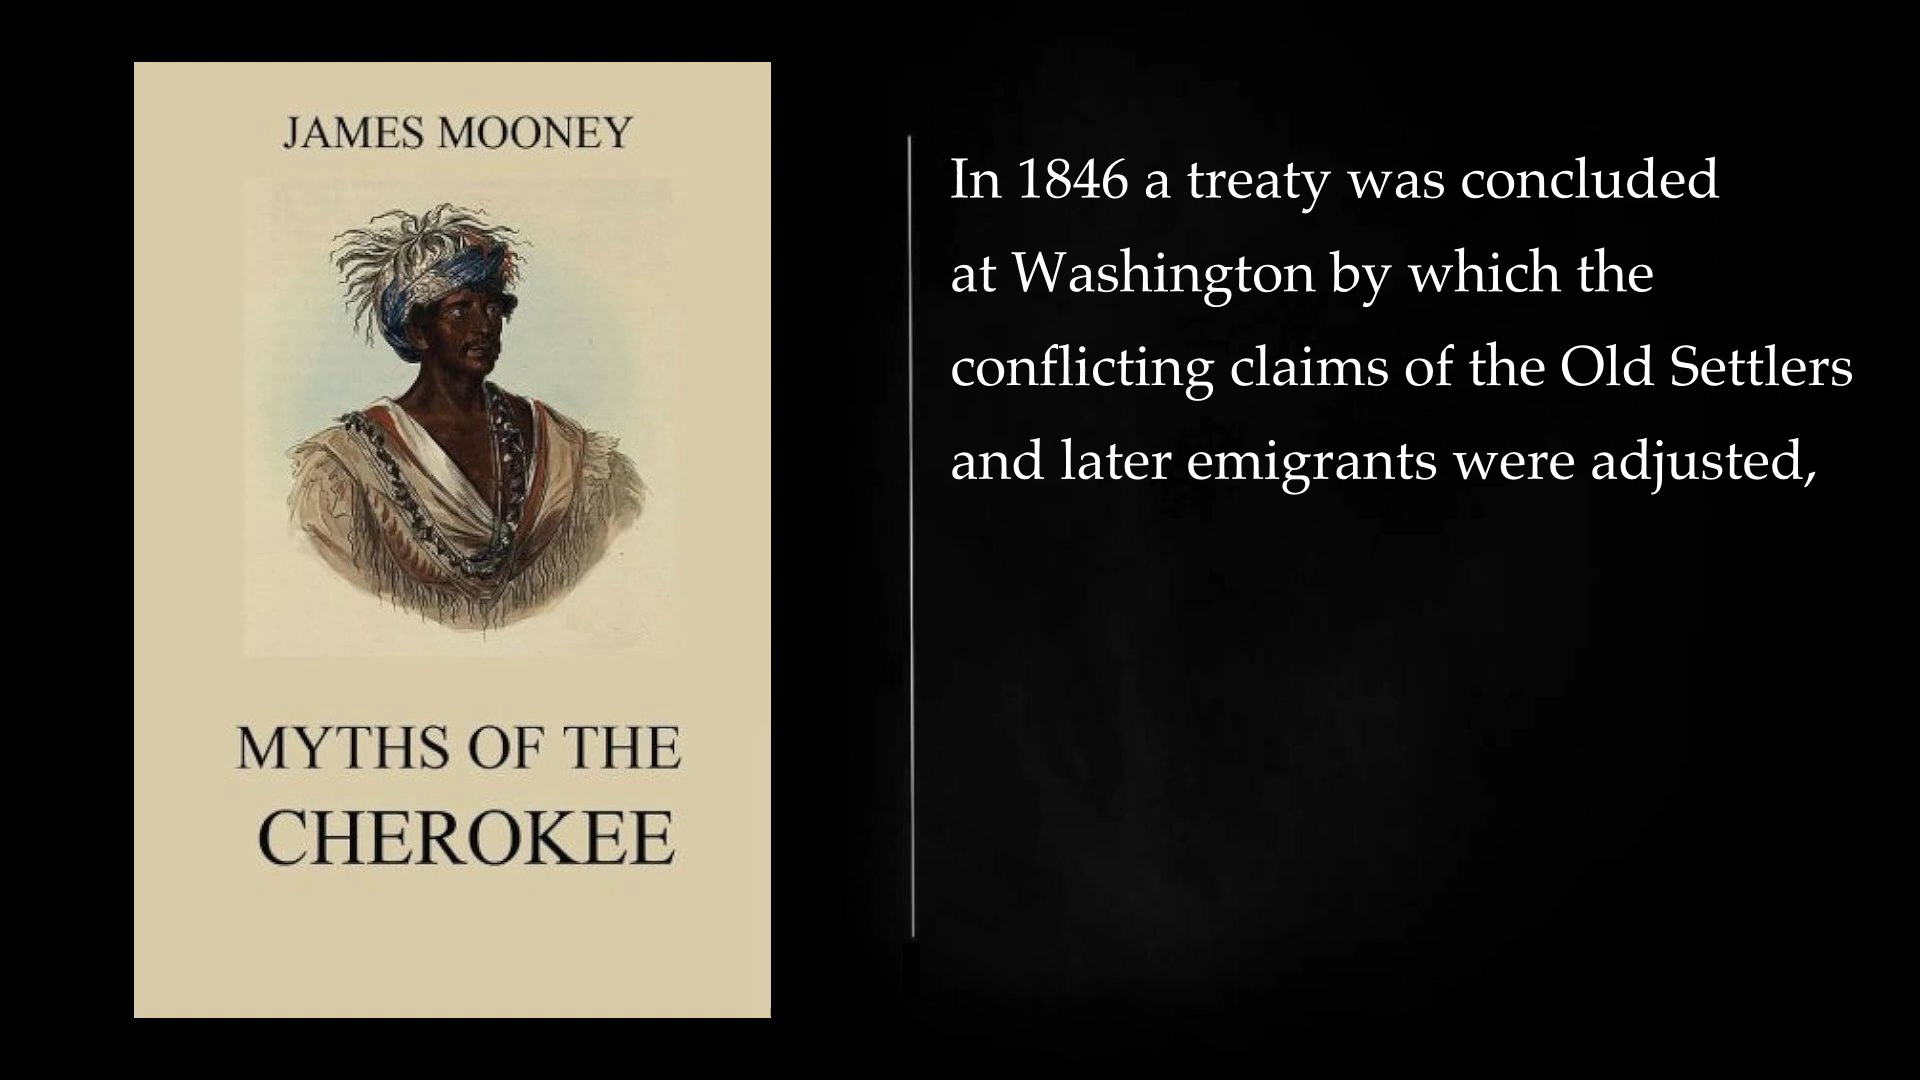 JAMES MOONEY
MYTHS OF THE
CHEROKEE
In 1846 a treaty was concluded
at Washington by which the
conflicting claims of the Old Settlers
and later emigrants were adjusted,